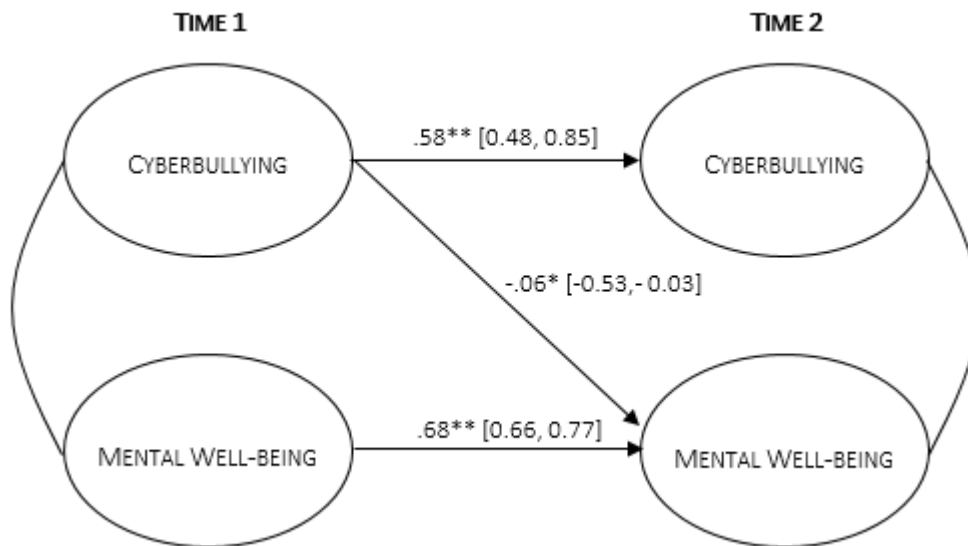 TIME 1
TIME 2
.58** [0.48, 0.85]
CYBERBULLYING
CYBERBULLYING
-.06* [-0.53,- 0.03]
.68** [0.66, 0.77]
MENTAL WELL-BEING
MENTAL WELL-BEING